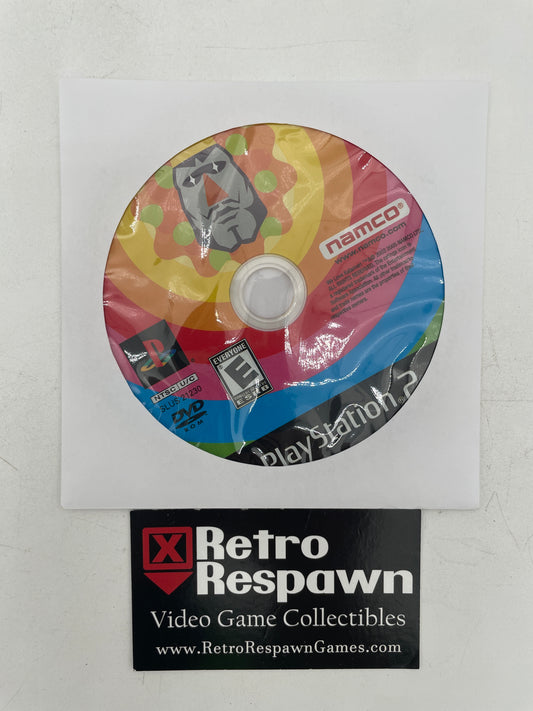 namco®
www.namco.com
NTSC U/C
SLUS 21230
DVD
ROM
EVERYONE
E
ESRB
PlayStation 2
Retro
Respawn
Video Game Collectibles
www.RetroRespawnGames.com